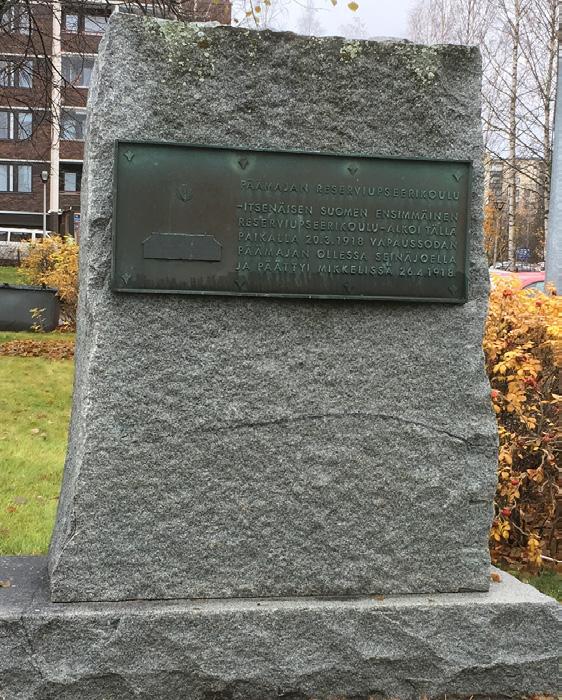 PÄÄMAJAN RESERVIUPSEERIKOULU
-ITSENÄISEN SUOMEN ENSIMMÄINEN
RESERVIUPSEERIKOULU- ALKOI TÄLLÄ
PAIKALLA 20.3.1918 VAPAUSSODAN
PÄÄMAJAN OLLESSA SEINÄJOELLA
JA PÄÄTTYI MIKKELISSÄ 26.4.1918